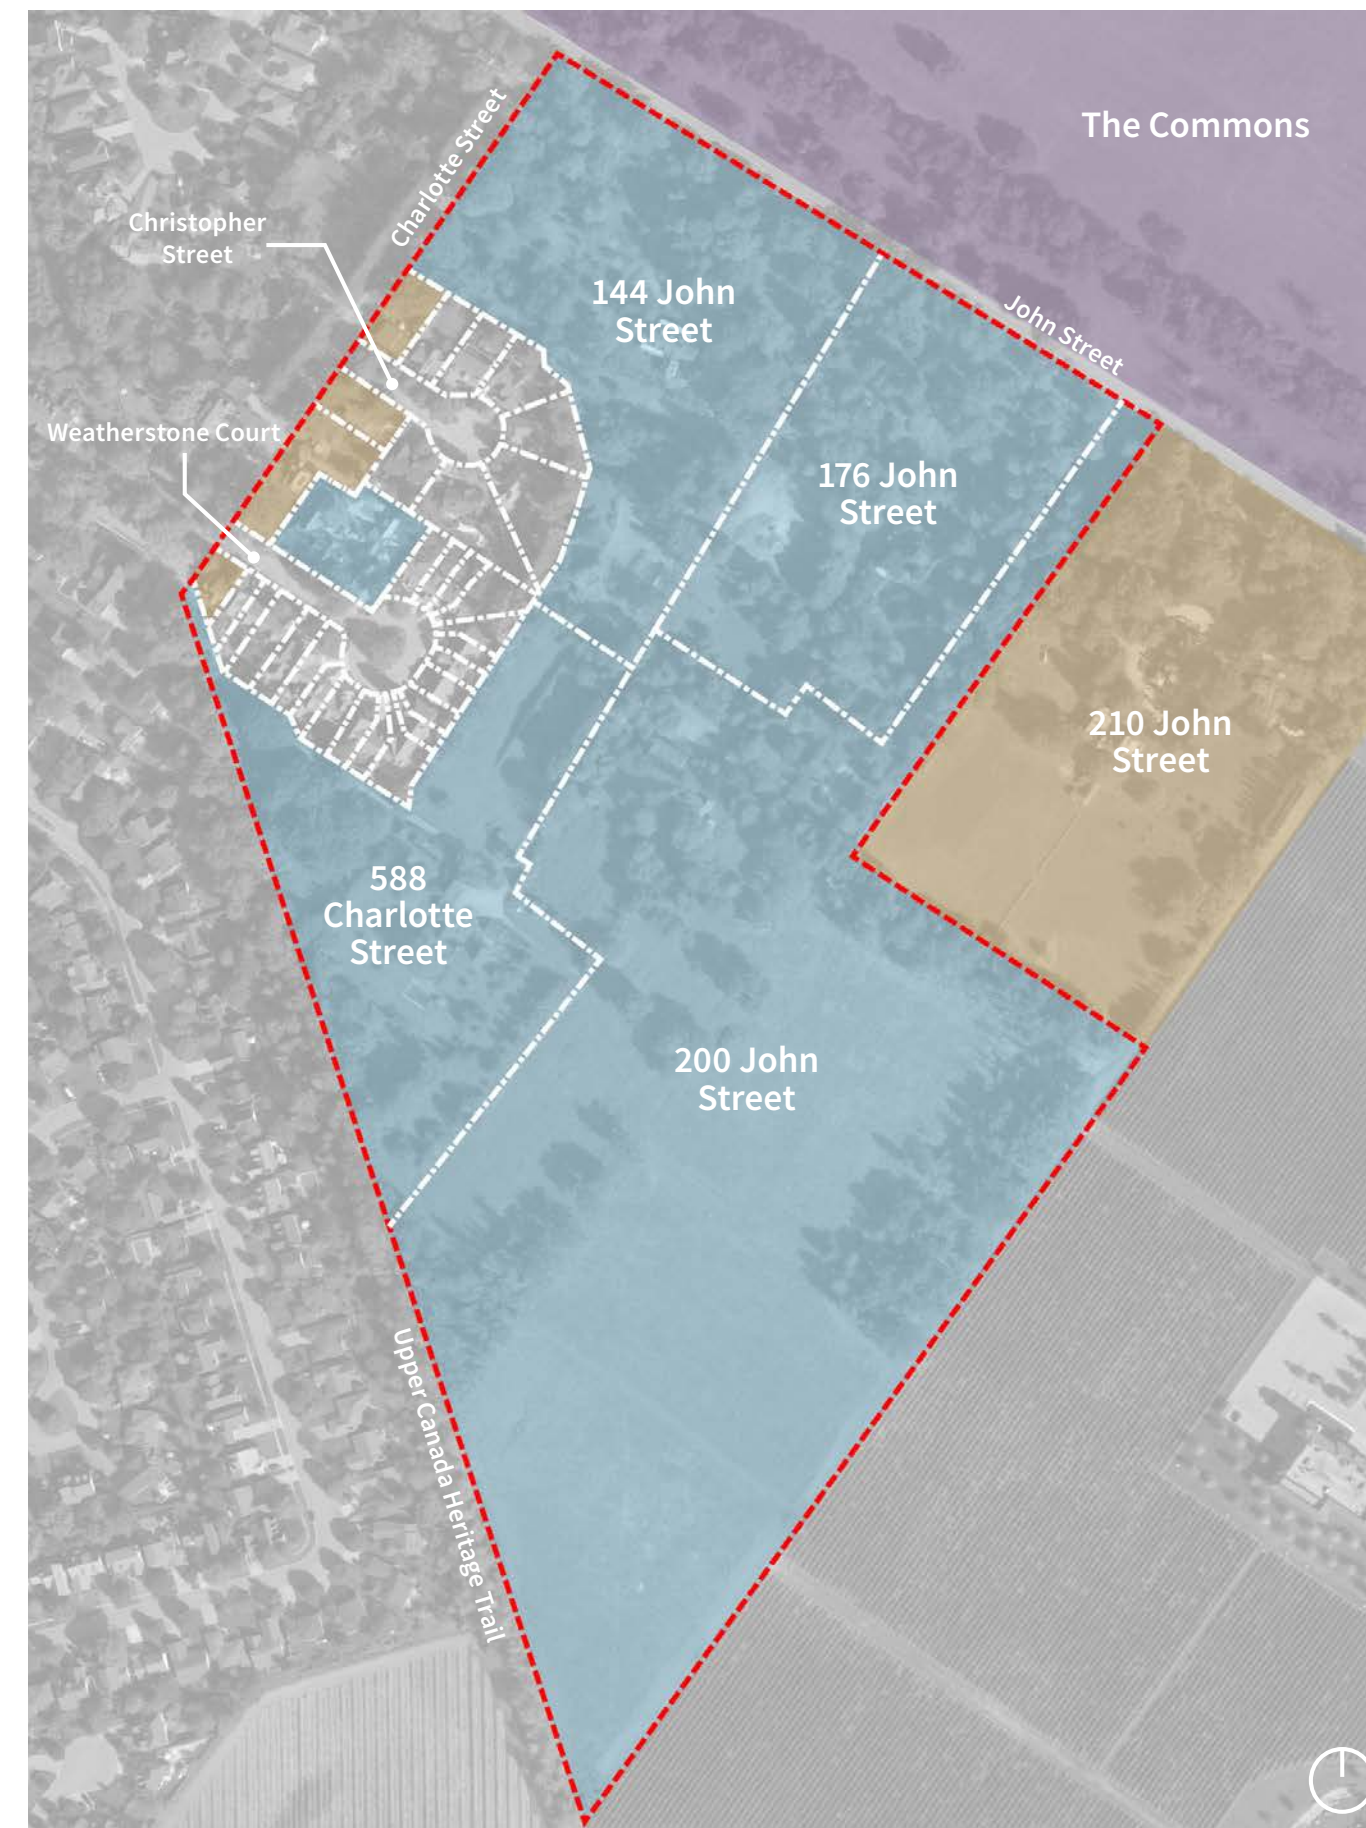 The Commons
Charlotte Street
Christopher
Street
144 John
Street
John Street
Weatherstone Court
176 John
Street
210 John
Street
588
Charlotte
Street
200 John
Street
Upper Canada Heritage Trail